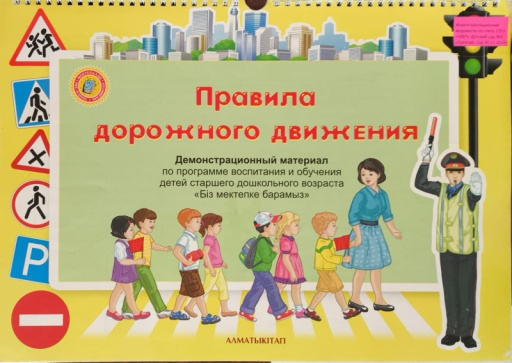 Правила
дорожного движения
Демонстрационный материал
по программе воспитания и обучения
детей старшего дошкольного возраста
«Біз мектепке барамыз»
P
АЛМАТЫКІТАП